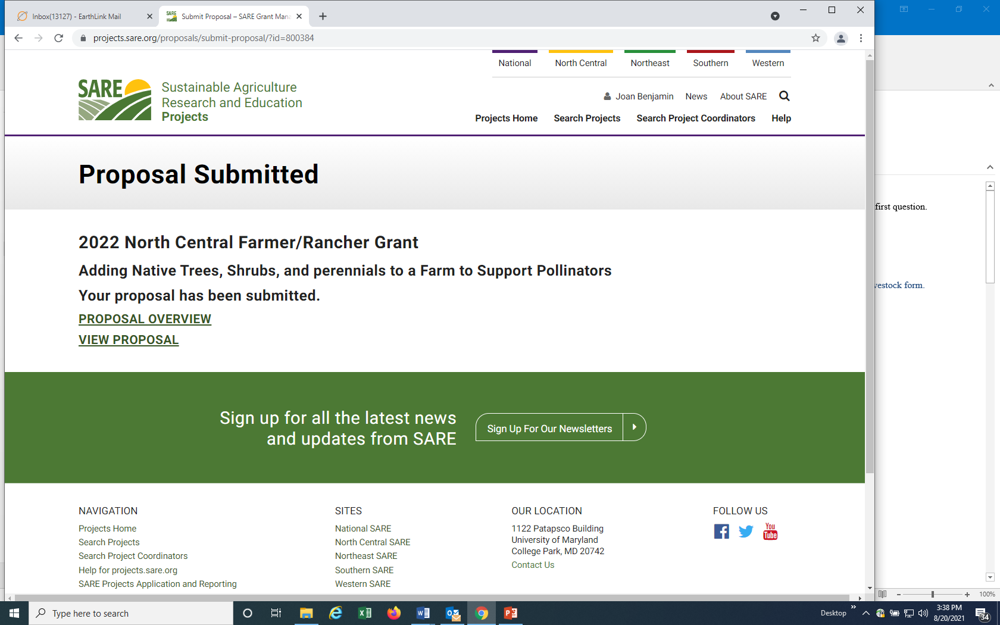 Inbox(13127) - EarthLink Mail
Submit Proposal – SARE Grant Mana
projects.sare.org/proposals/submit-proposal/?id=800384
National
North Central
Northeast
Southern
Western
SARE
Sustainable Agriculture
Research and Education
Projects
Joan Benjamin
News
About SARE
Projects Home
Search Projects
Search Project Coordinators
Help
Proposal Submitted
first question.
2022 North Central Farmer/Rancher Grant
Adding Native Trees, Shrubs, and perennials to a Farm to Support Pollinators
vestock form.
Your proposal has been submitted.
PROPOSAL OVERVIEW
VIEW PROPOSAL
Sign up for all the latest news
and updates from SARE
Sign Up For Our Newsletters
NAVIGATION
Projects Home
Search Projects
Search Project Coordinators
Help for projects.sare.org
SARE Projects Application and Reporting
SITES
National SARE
North Central SARE
Northeast SARE
Southern SARE
Western SARE
OUR LOCATION
1122 Patapsco Building
University of Maryland
College Park, MD 20742
Contact Us
FOLLOW US
You
Tube
100%
Type here to search
Desktop
3:38 PM
8/20/2021
34